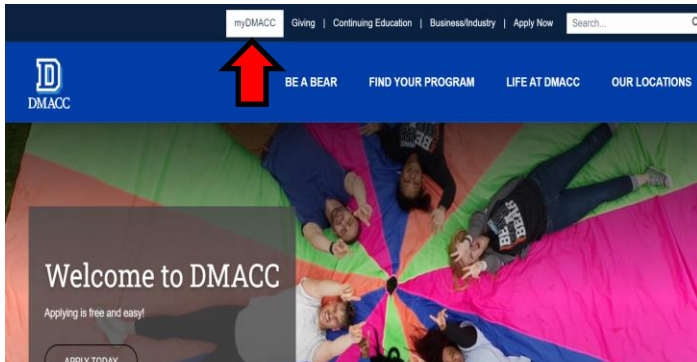 myDMACC Giving | Continuing Education | Business/Industry | Apply Now Search...
D
DMACC
BE A BEAR FIND YOUR PROGRAM LIFE AT DMACC OUR LOCATIONS
BEAR
Welcome to DMACC
Applying is free and easy!
APPLY TODAY